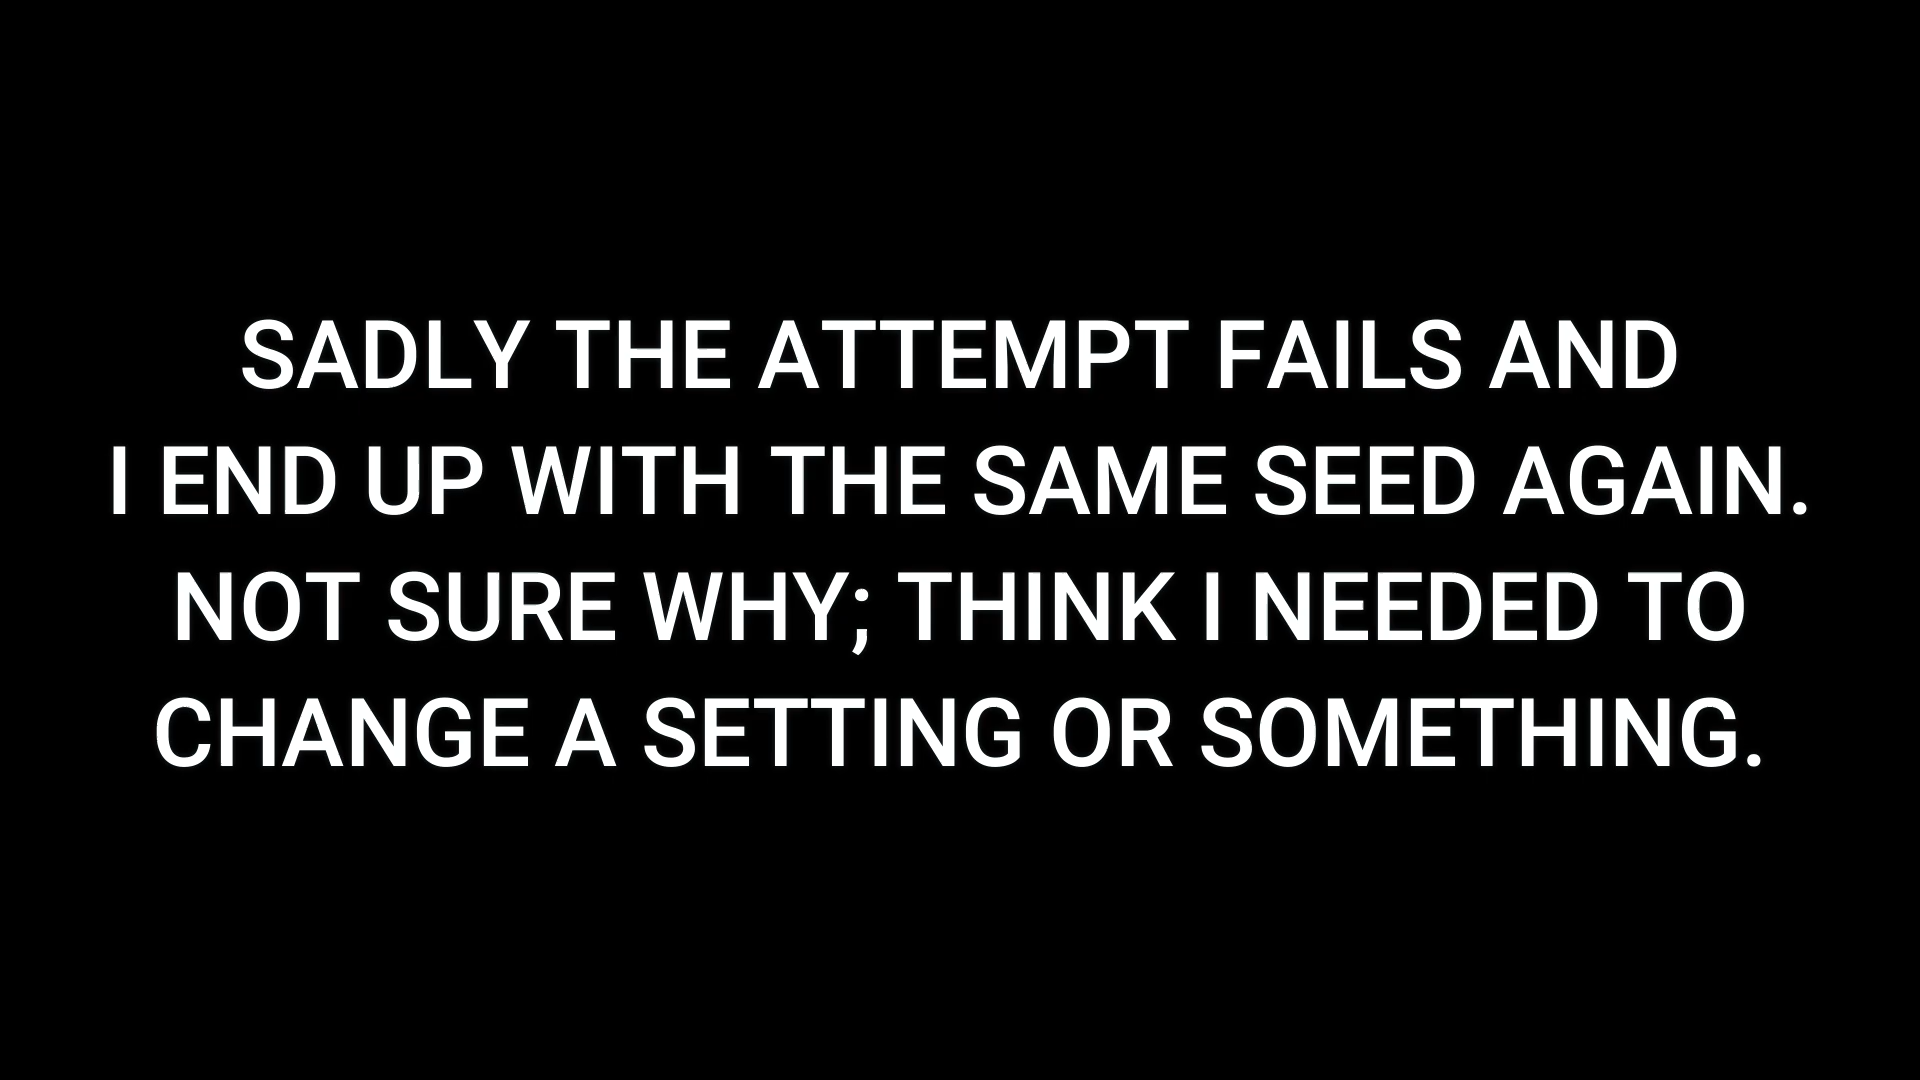 SADLY THE ATTEMPT FAILS AND
I END UP WITH THE SAME SEED AGAIN.
NOT SURE WHY; THINK I NEEDED TO
CHANGE A SETTING OR SOMETHING.